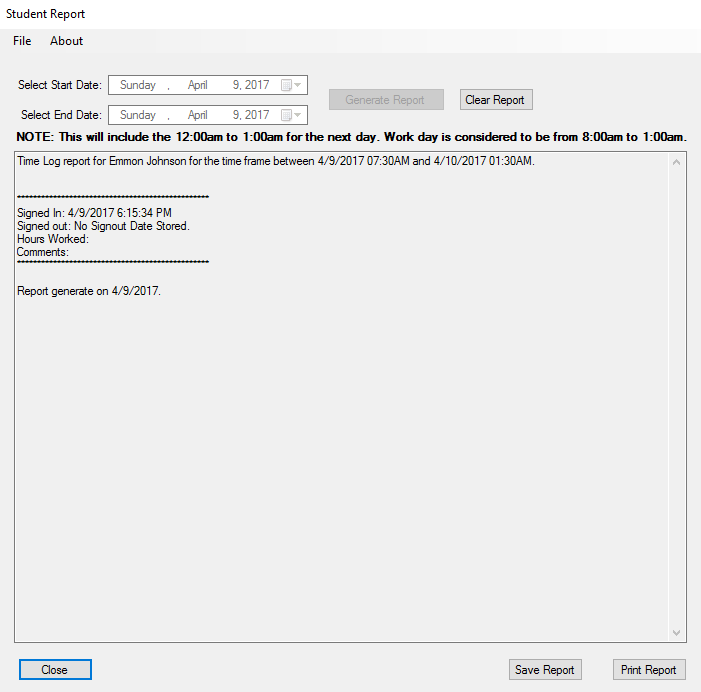 Student Report
File About
Select Start Date: Sunday , April 9, 2017
Generate Report Clear Report
Select End Date: Sunday , April 9, 2017
NOTE: This will include the 12:00am to 1:00am for the next day. Work day is considered to be from 8:00am to 1:00am.
Time Log report for Emmon Johnson for the time frame between 4/9/2017 07:30AM and 4/10/2017 01:30AM.
Signed In: 4/9/2017 6:15:34 PM
Signed out: No Signout Date Stored.
Hours Worked:
Comments:
Report generate on 4/9/2017.
Close Save Report Print Report